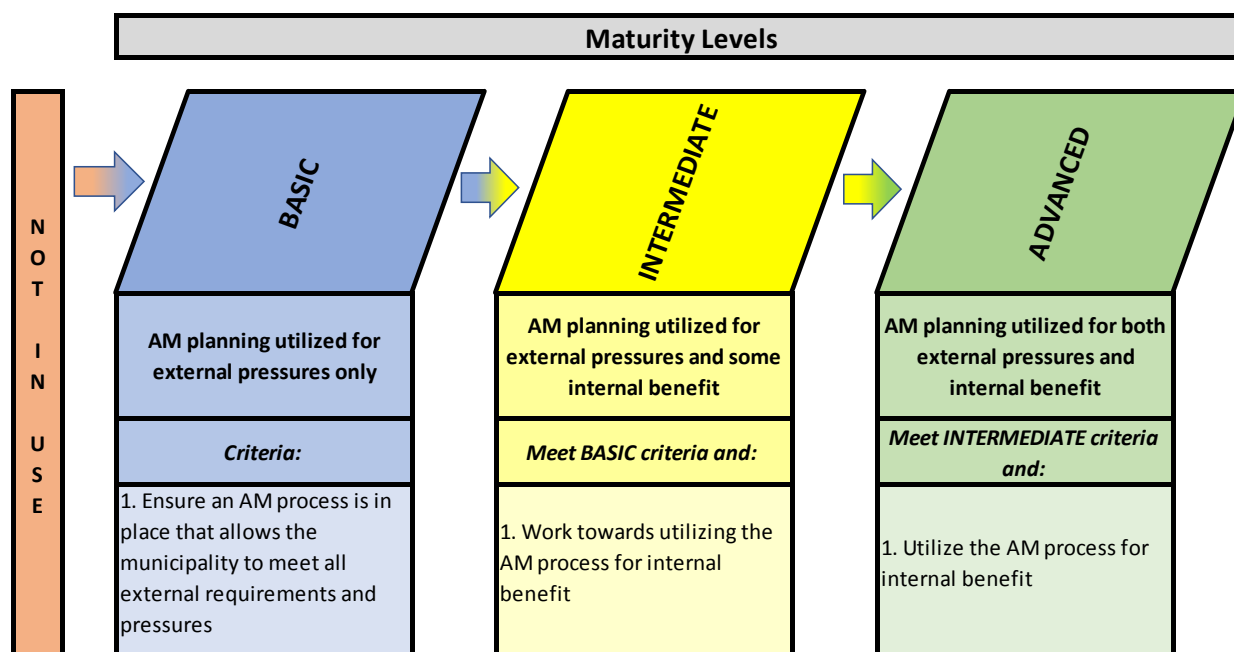 Maturity Levels
NOT IN USE
BASIC
INTERMEDIATE
ADVANCED
AM planning utilized for
external pressures only
AM planning utilized for
external pressures and some
internal benefit
AM planning utilized for both
external pressures and
internal benefit
Criteria:
Meet BASIC criteria and:
Meet INTERMEDIATE criteria
and:
1. Ensure an AM process is in
place that allows the
municipality to meet all
external requirements and
pressures
1. Work towards utilizing the
AM process for internal
benefit
1. Utilize the AM process for
internal benefit